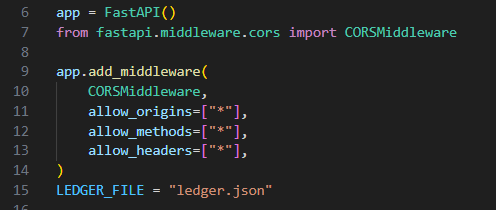 6 app = FastAPI()
7 from fastapi.middleware.cors import CORSMiddleware
8
9 app.add_middleware(
10     CORSMiddleware,
11     allow_origins=["*"],
12     allow_methods=["*"],
13     allow_headers=["*"],
14 )
15 LEDGER_FILE = "ledger.json"